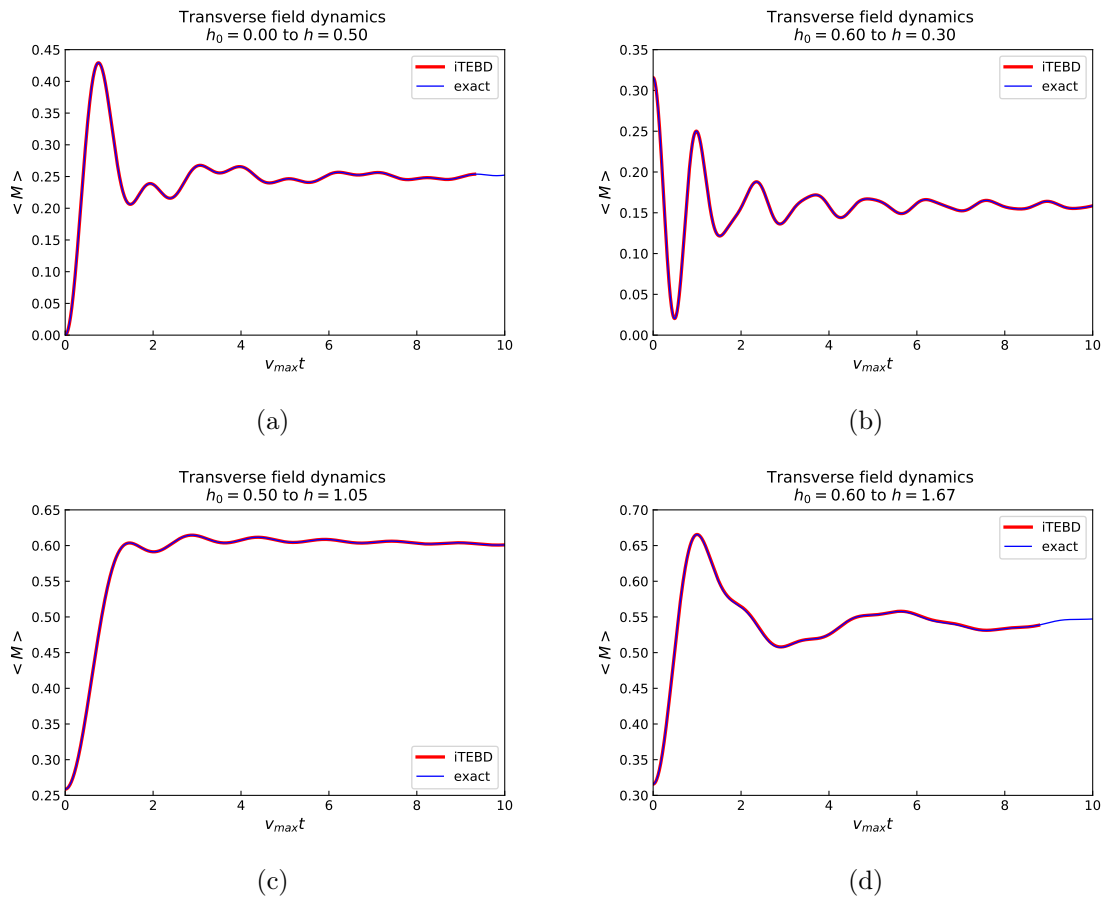 Transverse field dynamics
h₀ = 0.00 to h = 0.50
0.45
0.40
0.35
0.30
0.25
0.20
0.15
0.10
0.05
0.00
<M>
iTEBD
exact
0 2 4 6 8 10
v_max t
(a)
Transverse field dynamics
h₀ = 0.60 to h = 0.30
0.35
0.30
0.25
0.20
0.15
0.10
0.05
0.00
<M>
iTEBD
exact
0 2 4 6 8 10
v_max t
(b)
Transverse field dynamics
h₀ = 0.50 to h = 1.05
0.65
0.60
0.55
0.50
0.45
0.40
0.35
0.30
0.25
<M>
iTEBD
exact
0 2 4 6 8 10
v_max t
(c)
Transverse field dynamics
h₀ = 0.60 to h = 1.67
0.70
0.65
0.60
0.55
0.50
0.45
0.40
0.35
0.30
<M>
iTEBD
exact
0 2 4 6 8 10
v_max t
(d)